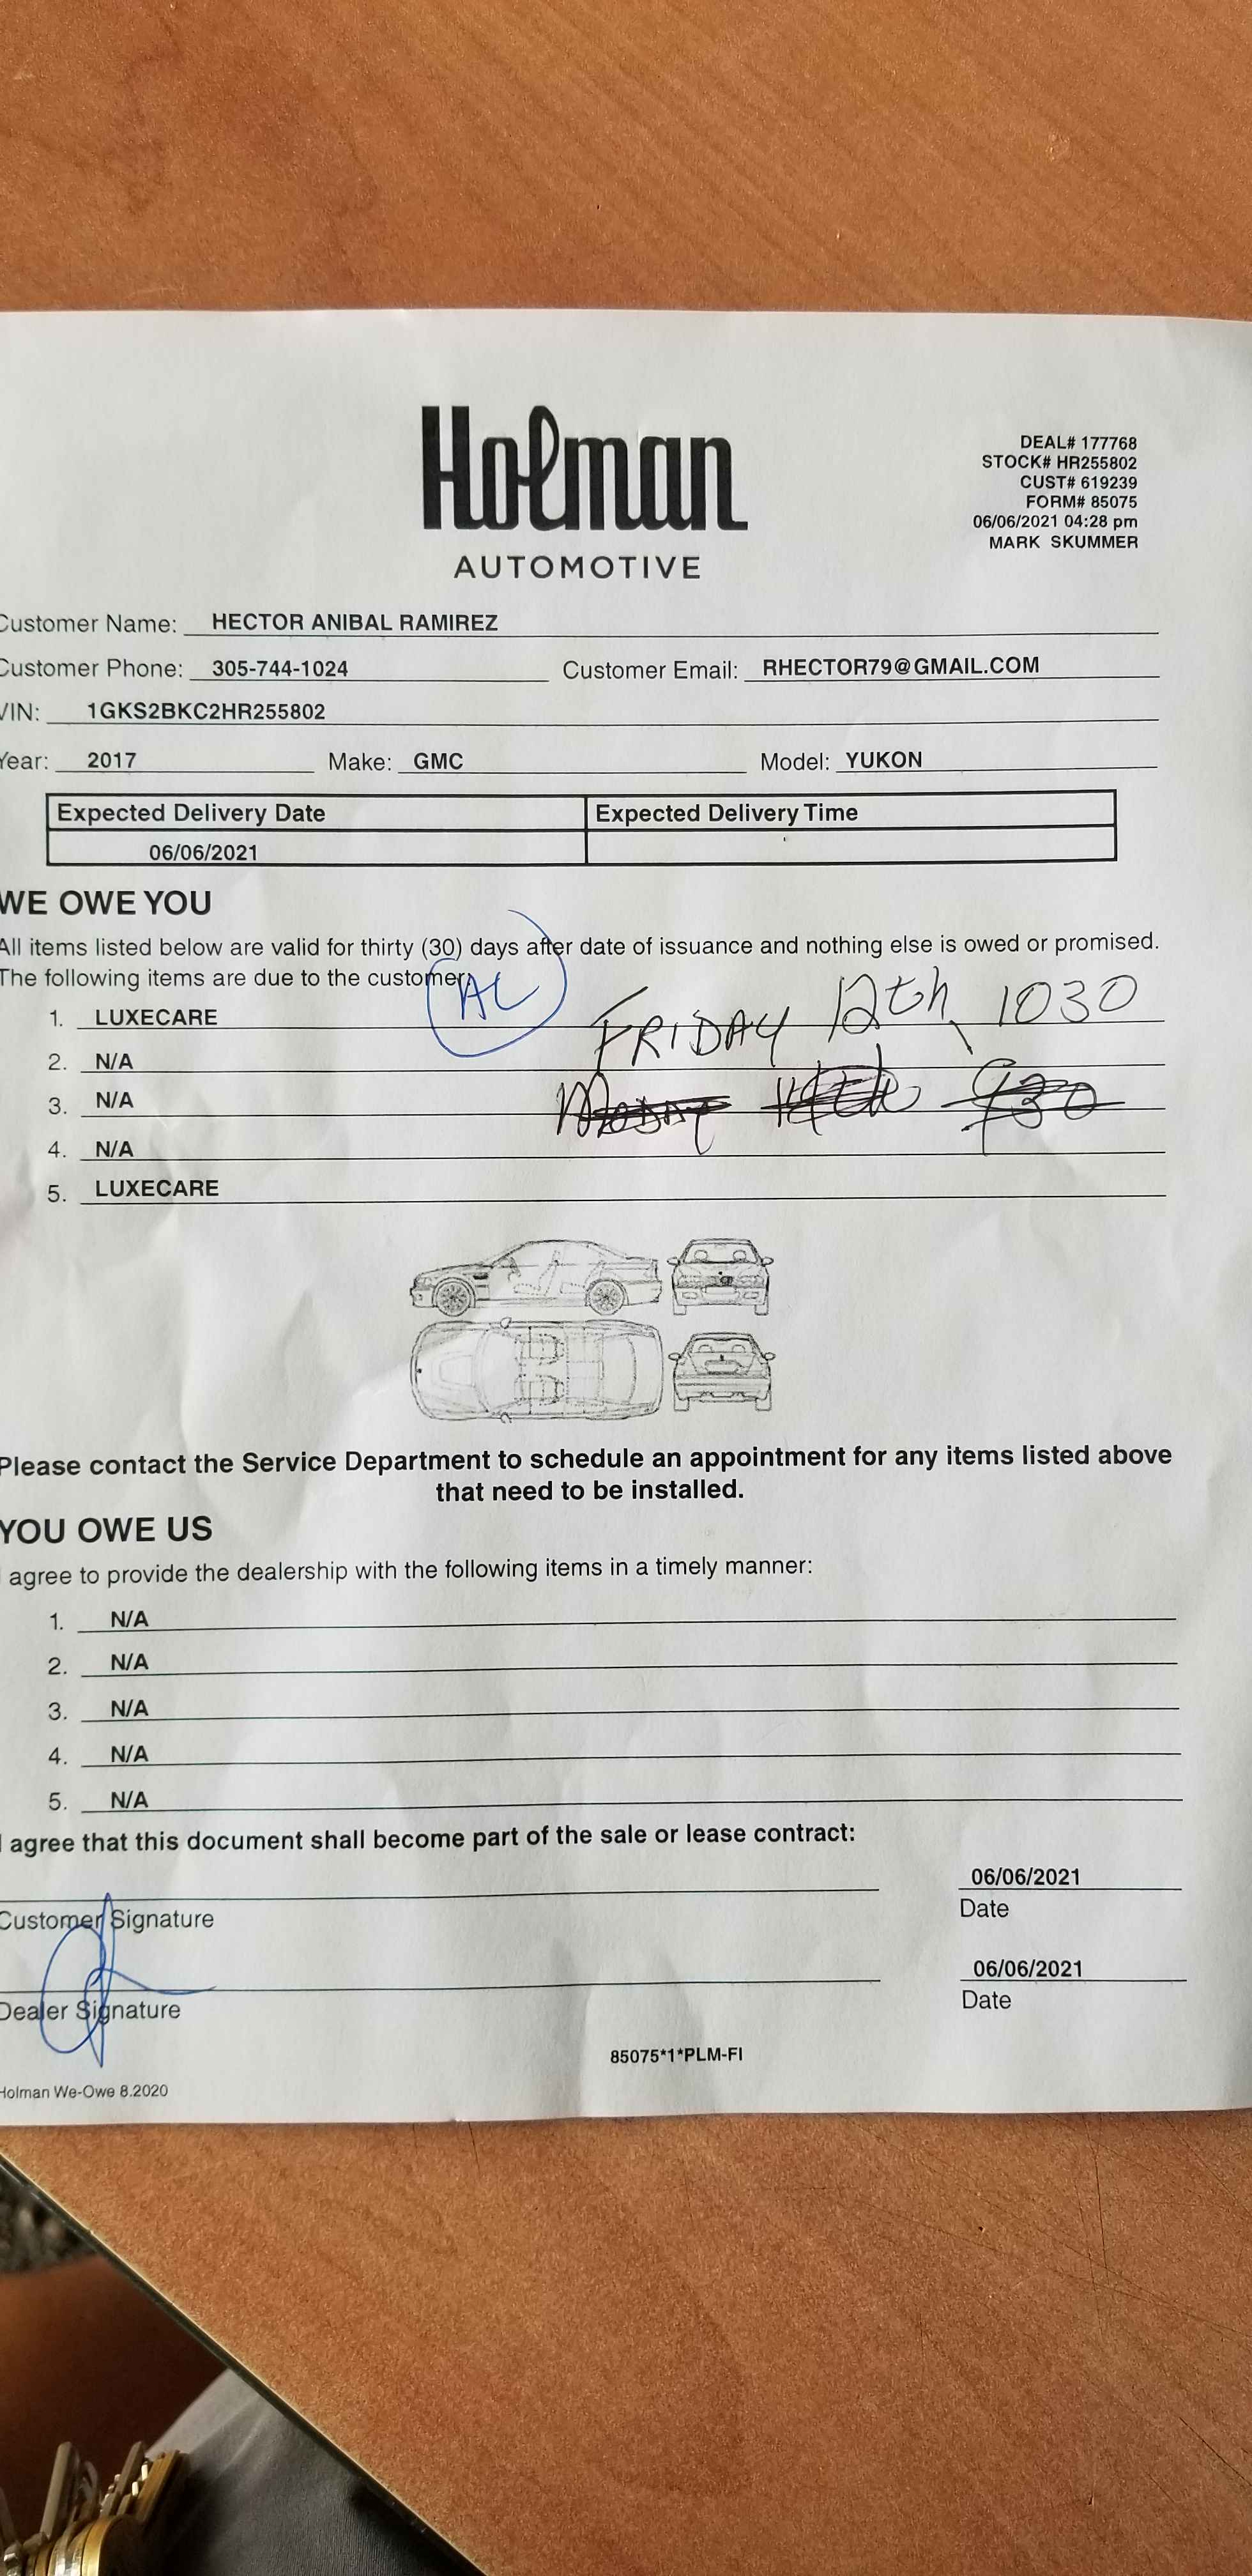 Holman
AUTOMOTIVE
DEAL# 177768
STOCK# HR255802
CUST# 619239
FORM# 85075
06/06/2021 04:28 pm
MARK SKUMMER
Customer Name: HECTOR ANIBAL RAMIREZ
Customer Phone: 305-744-1024 Customer Email: RHECTOR79@GMAIL.COM
VIN: 1GKS2BKC2HR255802
Year: 2017 Make: GMC Model: YUKON
Expected Delivery Date Expected Delivery Time
06/06/2021
WE OWE YOU
All items listed below are valid for thirty (30) days after date of issuance and nothing else is owed or promised.
The following items are due to the customer:
AC
FRIDAY 12th 1030
1. LUXECARE
2. N/A
930
3. N/A
4. N/A
5. LUXECARE
Please contact the Service Department to schedule an appointment for any items listed above
that need to be installed.
YOU OWE US
I agree to provide the dealership with the following items in a timely manner:
1. N/A
2. N/A
3. N/A
4. N/A
5. N/A
I agree that this document shall become part of the sale or lease contract:
06/06/2021
Customer Signature Date
06/06/2021
Dealer Signature Date
85075*1*PLM-FI
Holman We-Owe 8.2020